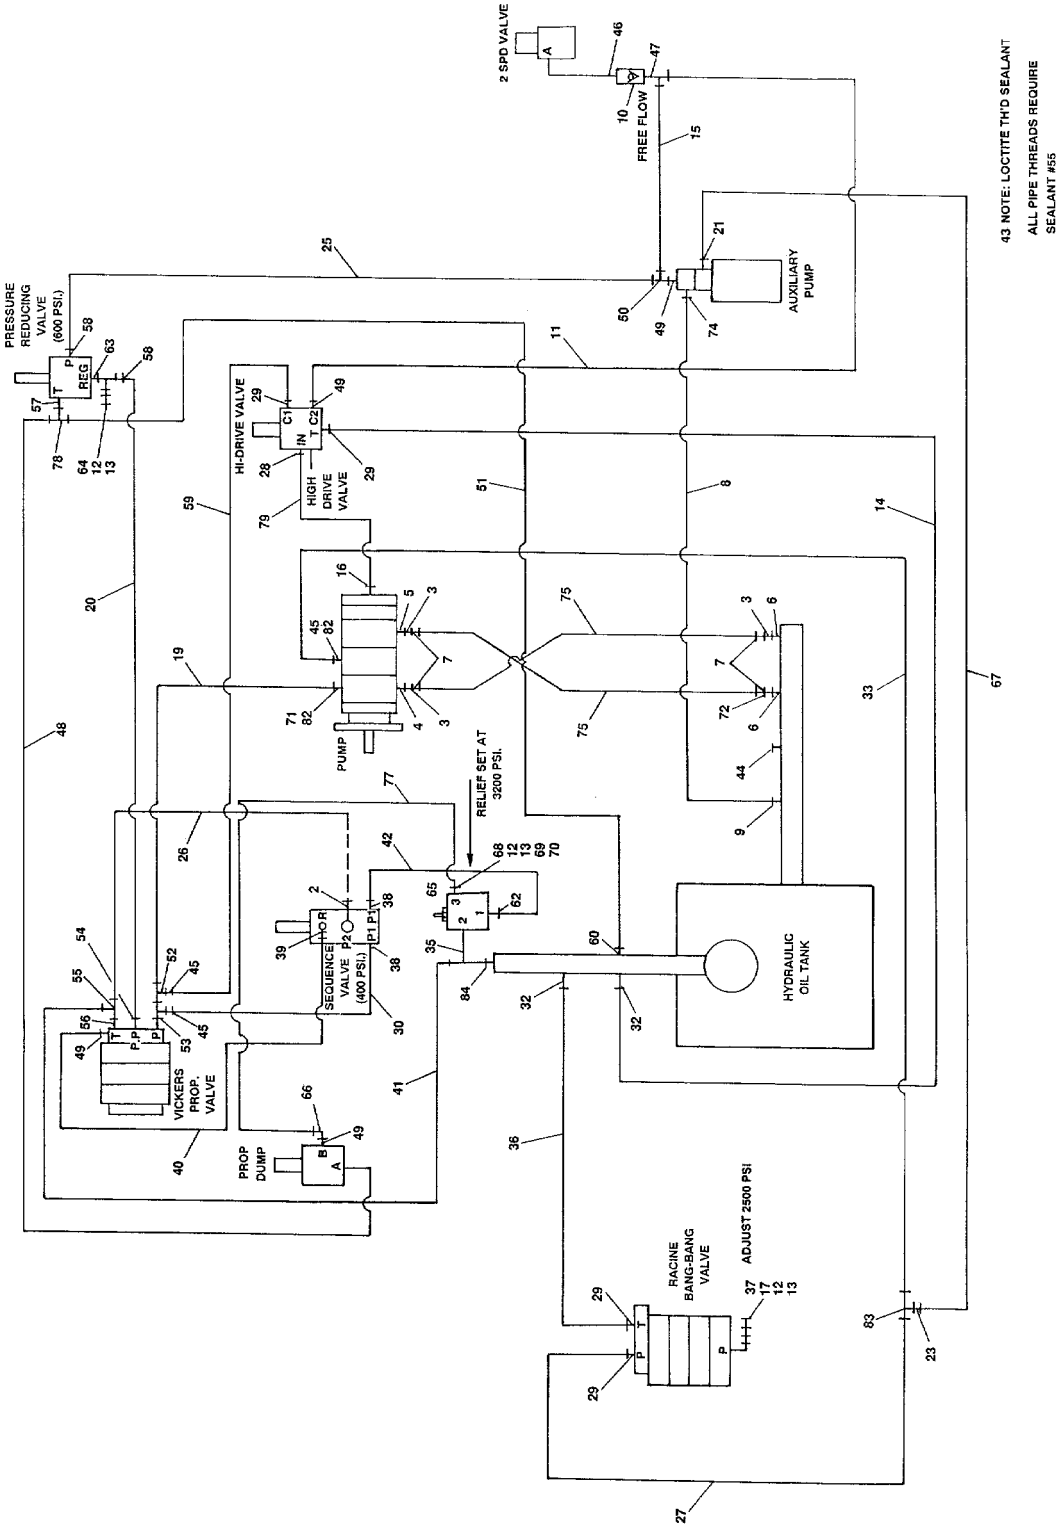 PRESSURE
REDUCING
VALVE
(600 PSI.)
48
20
78
57
T
P
58
REG
64
12
13
63
58
49
56
55
54
T
P.P
P
53
52
45
45
VICKERS
PROP.
VALVE
40
26
19
59
25
HI-DRIVE VALVE
29
C1
28
IN
T C2
49
29
HIGH
DRIVE
VALVE
79
PROP
DUMP
66
B
A
49
39
R
2
SEQUENCE
VALVE
(400 PSI.)
P2
P1 P1
38
38
30
71
82
45
82
16
PUMP
4
3
5
3
7
41
77
42
35
65
3
2
1
68
12
13
69
70
62
RELIEF SET AT
3200 PSI.
84
51
11
2 SPD VALVE
A
46
47
10
FREE FLOW
15
36
32
32
60
75
75
29
29
T
P
P
RACINE
BANG-BANG
VALVE
ADJUST 2500 PSI
37
17
12
13
50
49
74
21
AUXILIARY
PUMP
8
9
44
72
6
7
3
6
HYDRAULIC
OIL TANK
27
83
23
33
14
67
43 NOTE: LOCTITE TH'D SEALANT
ALL PIPE THREADS REQUIRE
SEALANT #55